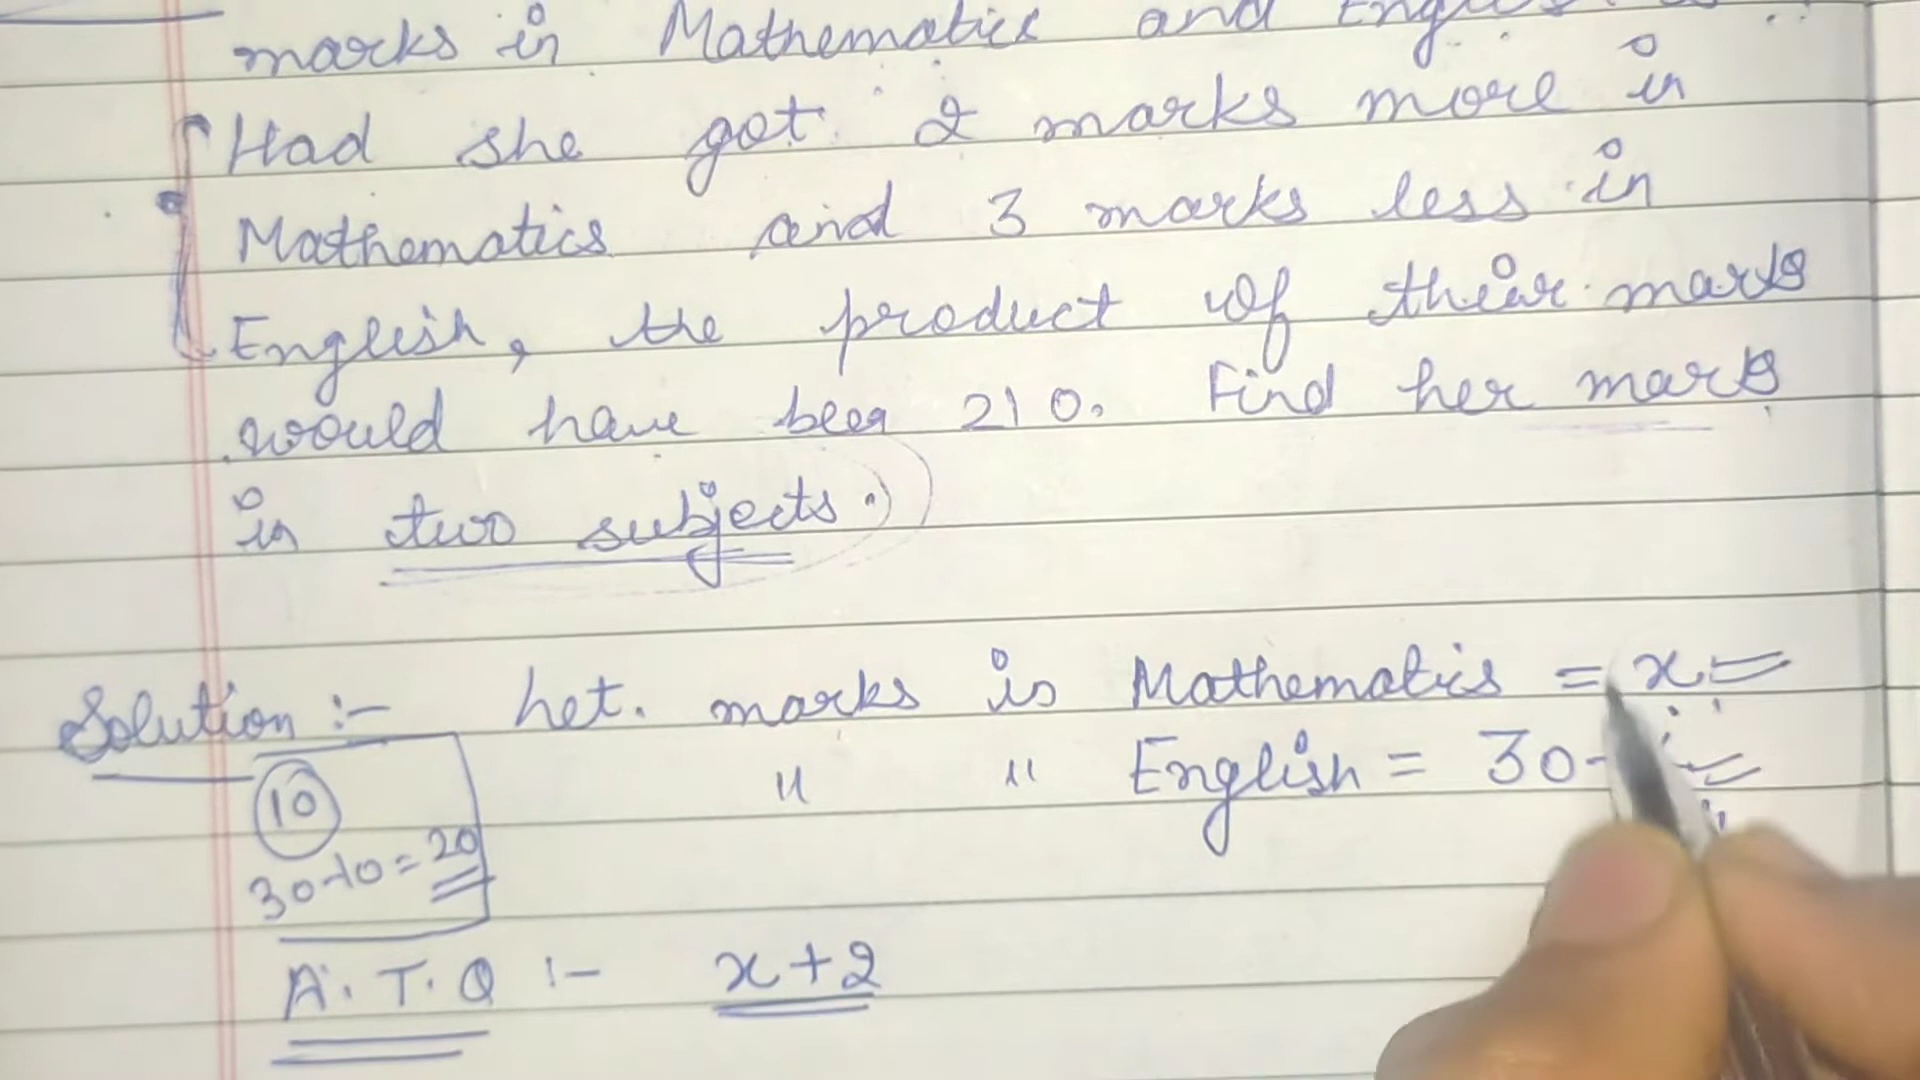 marks in Mathematics and
Had she got 2 marks more in
Mathematics and 3 marks less in
English, the product of their marks
would have been 210. Find her marks
in two subjects.
Solution :- Let. marks in Mathematics = x =
" " English = 30-
10
30-10 = 20
A.T.Q :- x+2